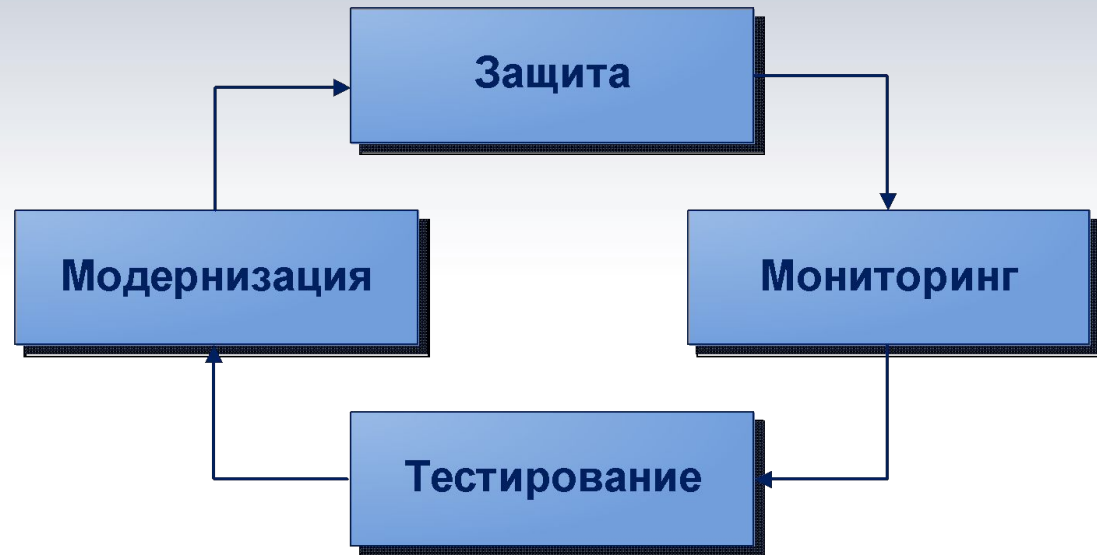 Защита
Модернизация
Мониторинг
Тестирование